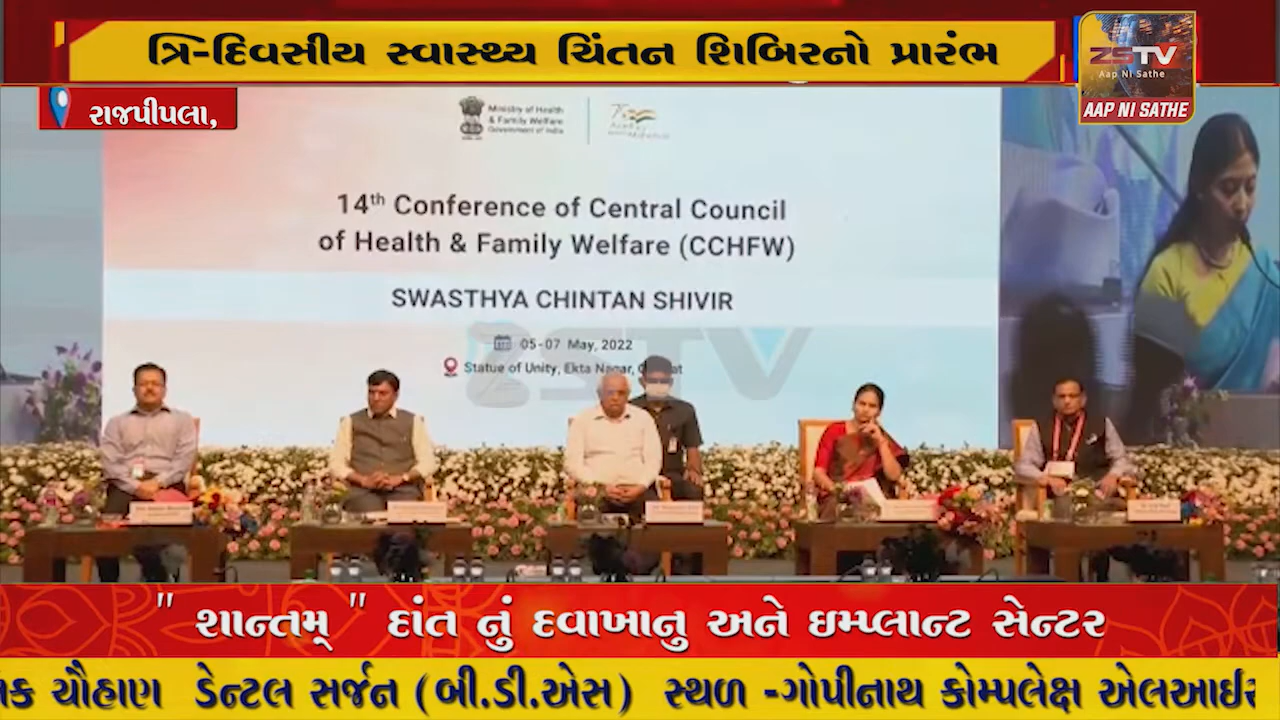 ત્રિ-દિવસીય સ્વાસ્થ્ય ચિંતન શિબિરનો પ્રારંભ
ZSTV
Aap Ni Sathe
AAP NI SATHE
રાજપીપલા,
Ministry of Health
& Family Welfare
Government of India
14th Conference of Central Council
of Health & Family Welfare (CCHFW)
SWASTHYA CHINTAN SHIVIR
05-07 May, 2022
Statue of Unity, Ekta Nagar,
ZSTV
" શાન્તમ્ " દાંત નું દવાખાનુ અને ઇમ્પ્લાન્ટ સેન્ટર
ચૌહાણ ડેન્ટલ સર્જન (બી.ડી.એસ) સ્થળ -ગોપીનાથ કોમ્પલેક્ષ